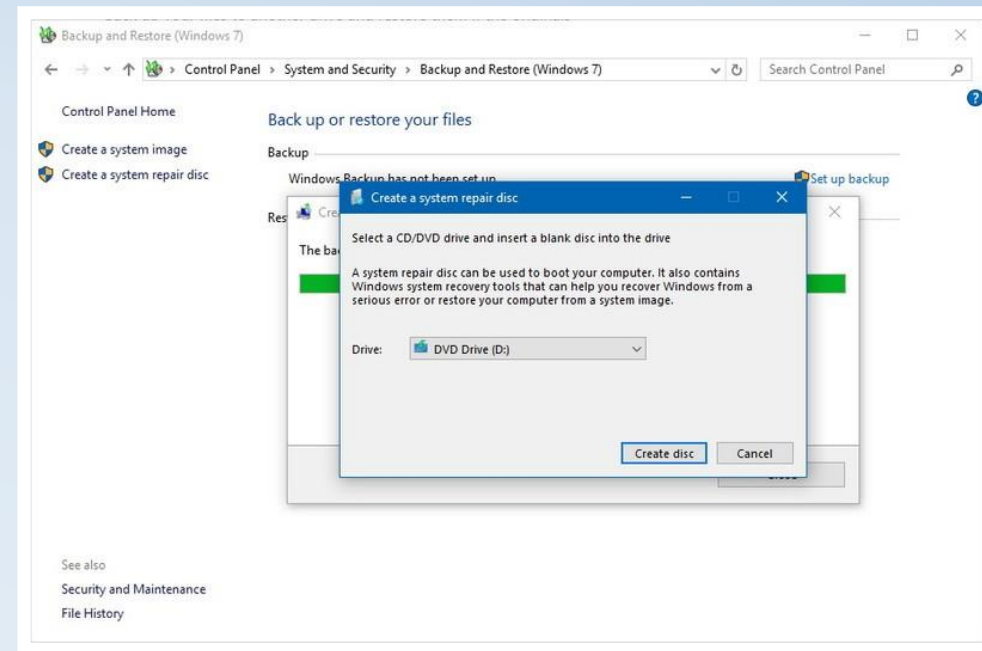 Backup and Restore (Windows 7)
Control Panel > System and Security > Backup and Restore (Windows 7)
Search Control Panel
Control Panel Home
Create a system image
Create a system repair disc
Back up or restore your files
Backup
Windows Backup has not been set up
Set up backup
Res
Cre
The ba
Create a system repair disc
Select a CD/DVD drive and insert a blank disc into the drive
A system repair disc can be used to boot your computer. It also contains
Windows system recovery tools that can help you recover Windows from a
serious error or restore your computer from a system image.
Drive:
DVD Drive (D:)
Create disc
Cancel
See also
Security and Maintenance
File History